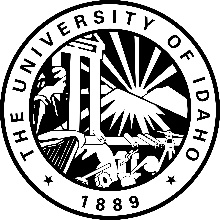 THE UNIVERSITY OF IDAHO
1889